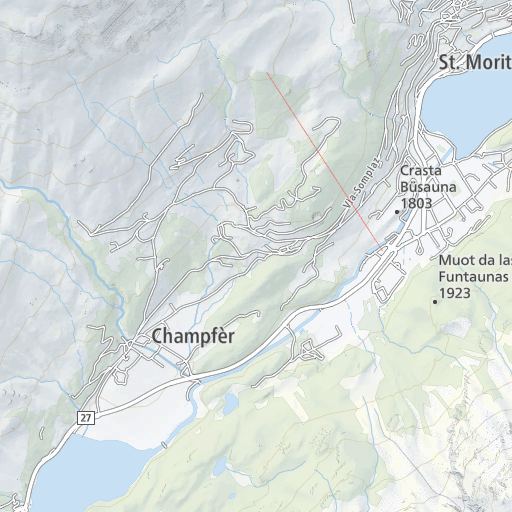 St. Morit
Crasta
Büsauna
1803
Via Somplaz
Muot da las
Funtaunas
1923
Champfèr
27